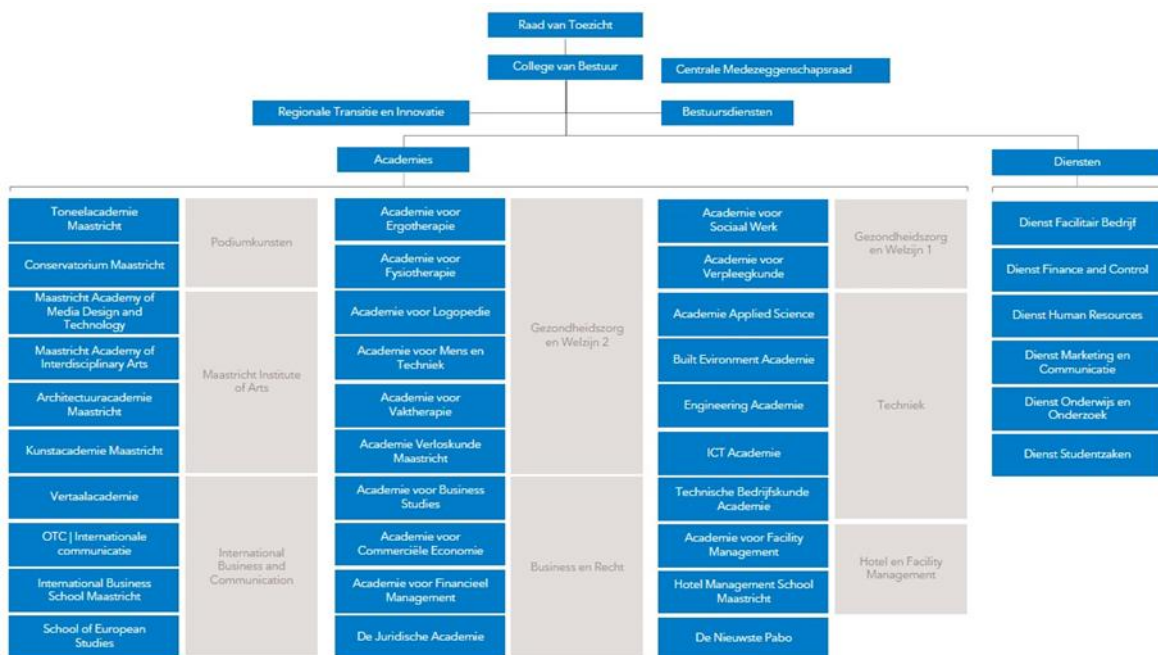 Raad van Toezicht
College van Bestuur
Centrale Medezeggenschapsraad
Regionale Transitie en Innovatie
Bestuursdiensten
Academies
Diensten
Toneelacademie
Maastricht
Conservatorium Maastricht
Podiumkunsten
Maastricht Academy of
Media Design and
Technology
Maastricht Academy of
Interdisciplinary Arts
Architectuuracademie
Maastricht
Kunstacademie Maastricht
Maastricht Institute
of Arts
Vertaalacademie
OTC | Internationale
communicatie
International Business
School Maastricht
School of European
Studies
International
Business and
Communication
Academie voor
Ergotherapie
Academie voor
Fysiotherapie
Academie voor Logopedie
Academie voor Mens en
Techniek
Academie voor
Vaktherapie
Academie Verloskunde
Maastricht
Gezondheidszorg
en Welzijn 2
Academie voor Business
Studies
Academie voor
Commerciële Economie
Academie voor Financieel
Management
De Juridische Academie
Business en Recht
Academie voor
Sociaal Werk
Academie voor
Verpleegkunde
Gezondheidszorg
en Welzijn 1
Academie Applied Science
Built Evironment Academie
Engineering Academie
ICT Academie
Technische Bedrijfskunde
Academie
Techniek
Academie voor Facility
Management
Hotel Management School
Maastricht
Hotel en Facility
Management
De Nieuwste Pabo
Dienst Facilitair Bedrijf
Dienst Finance and Control
Dienst Human Resources
Dienst Marketing en
Communicatie
Dienst Onderwijs en
Onderzoek
Dienst Studentzaken